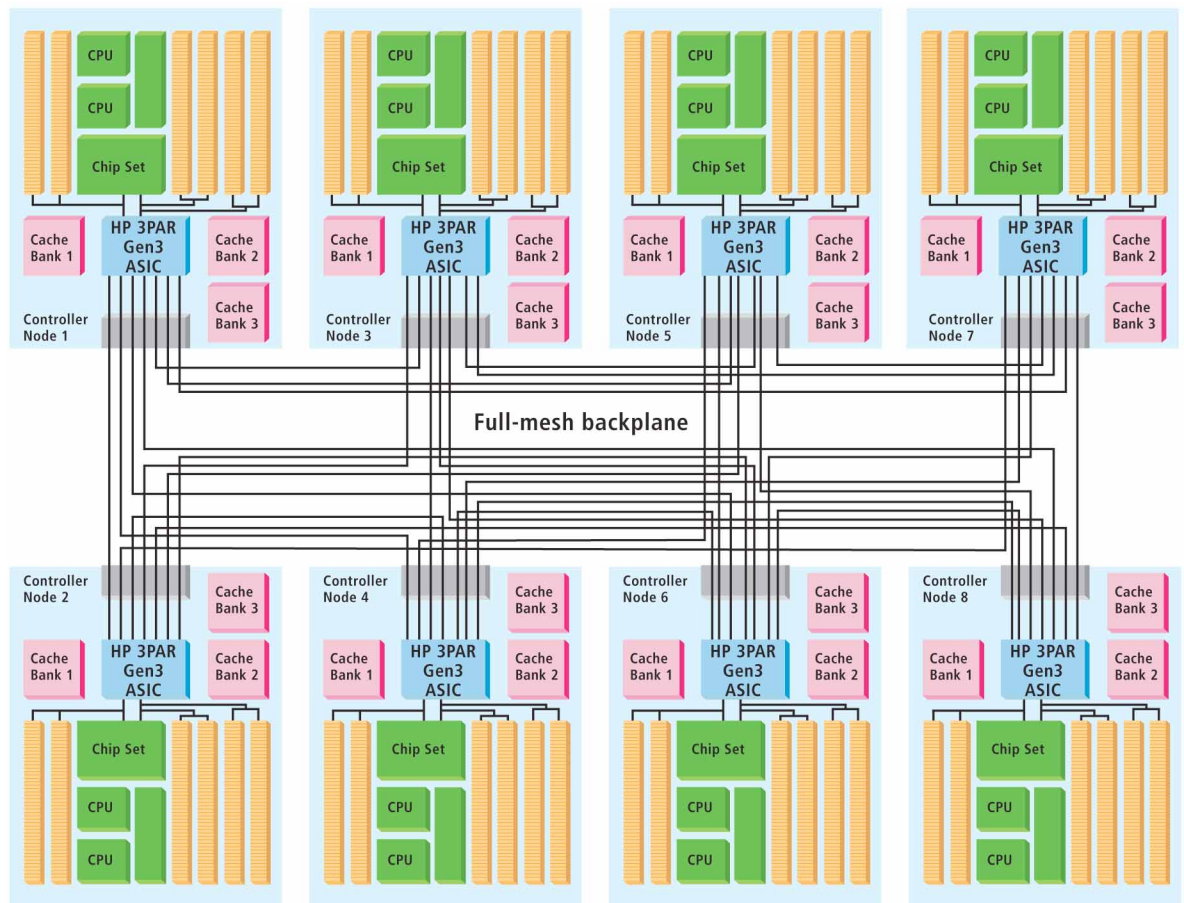 CPU
CPU
Chip Set
HP 3PAR
Gen3
ASIC
Cache
Bank 1
Cache
Bank 2
Cache
Bank 3
Controller
Node 1
CPU
CPU
Chip Set
HP 3PAR
Gen3
ASIC
Cache
Bank 1
Cache
Bank 2
Cache
Bank 3
Controller
Node 3
CPU
CPU
Chip Set
HP 3PAR
Gen3
ASIC
Cache
Bank 1
Cache
Bank 2
Cache
Bank 3
Controller
Node 5
CPU
CPU
Chip Set
HP 3PAR
Gen3
ASIC
Cache
Bank 1
Cache
Bank 2
Cache
Bank 3
Controller
Node 7
Full-mesh backplane
Controller
Node 2
Cache
Bank 3
Cache
Bank 1
HP 3PAR
Gen3
ASIC
Cache
Bank 2
Chip Set
CPU
CPU
Controller
Node 4
Cache
Bank 3
Cache
Bank 1
HP 3PAR
Gen3
ASIC
Cache
Bank 2
Chip Set
CPU
CPU
Controller
Node 6
Cache
Bank 3
Cache
Bank 1
HP 3PAR
Gen3
ASIC
Cache
Bank 2
Chip Set
CPU
CPU
Controller
Node 8
Cache
Bank 3
Cache
Bank 1
HP 3PAR
Gen3
ASIC
Cache
Bank 2
Chip Set
CPU
CPU